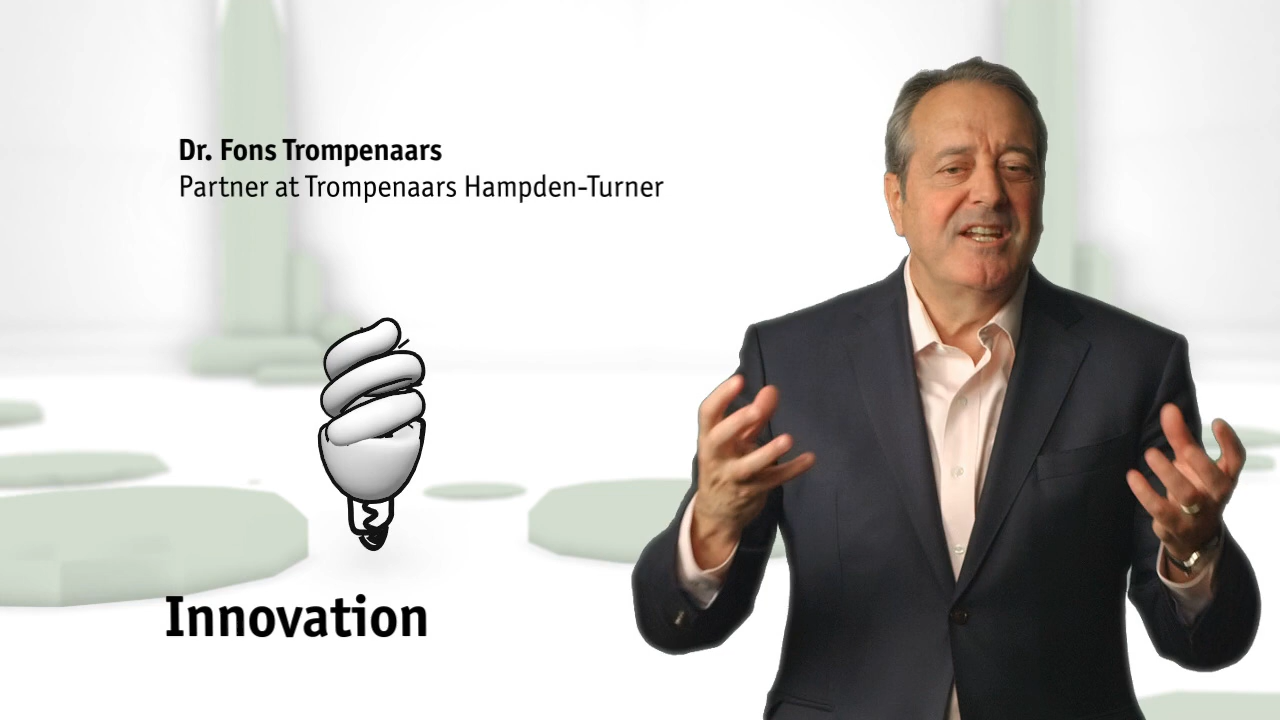 Dr. Fons Trompenaars
Partner at Trompenaars Hampden-Turner
Innovation